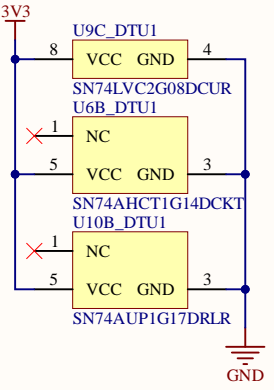 3V3
U9C_DTU1
8 VCC GND 4
SN74LVC2G08DCUR
U6B_DTU1
1 NC
5 VCC GND 3
SN74AHCT1G14DCKT
U10B_DTU1
1 NC
5 VCC GND 3
SN74AUP1G17DRLR
GND